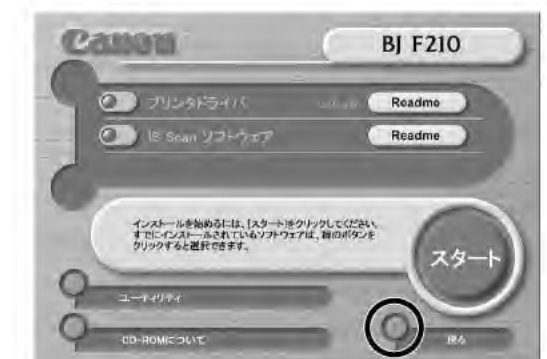 Canon
BJ F210
プリンタドライバ
Readme
IS Scan ソフトウェア
Readme
インストールを始めるには、[スタート]をクリックしてください。
すでにインストールされているソフトウェアは、銀のボタンを
クリックすると選択できます。
スタート
ユーティリティ
CD-ROMについて
戻る